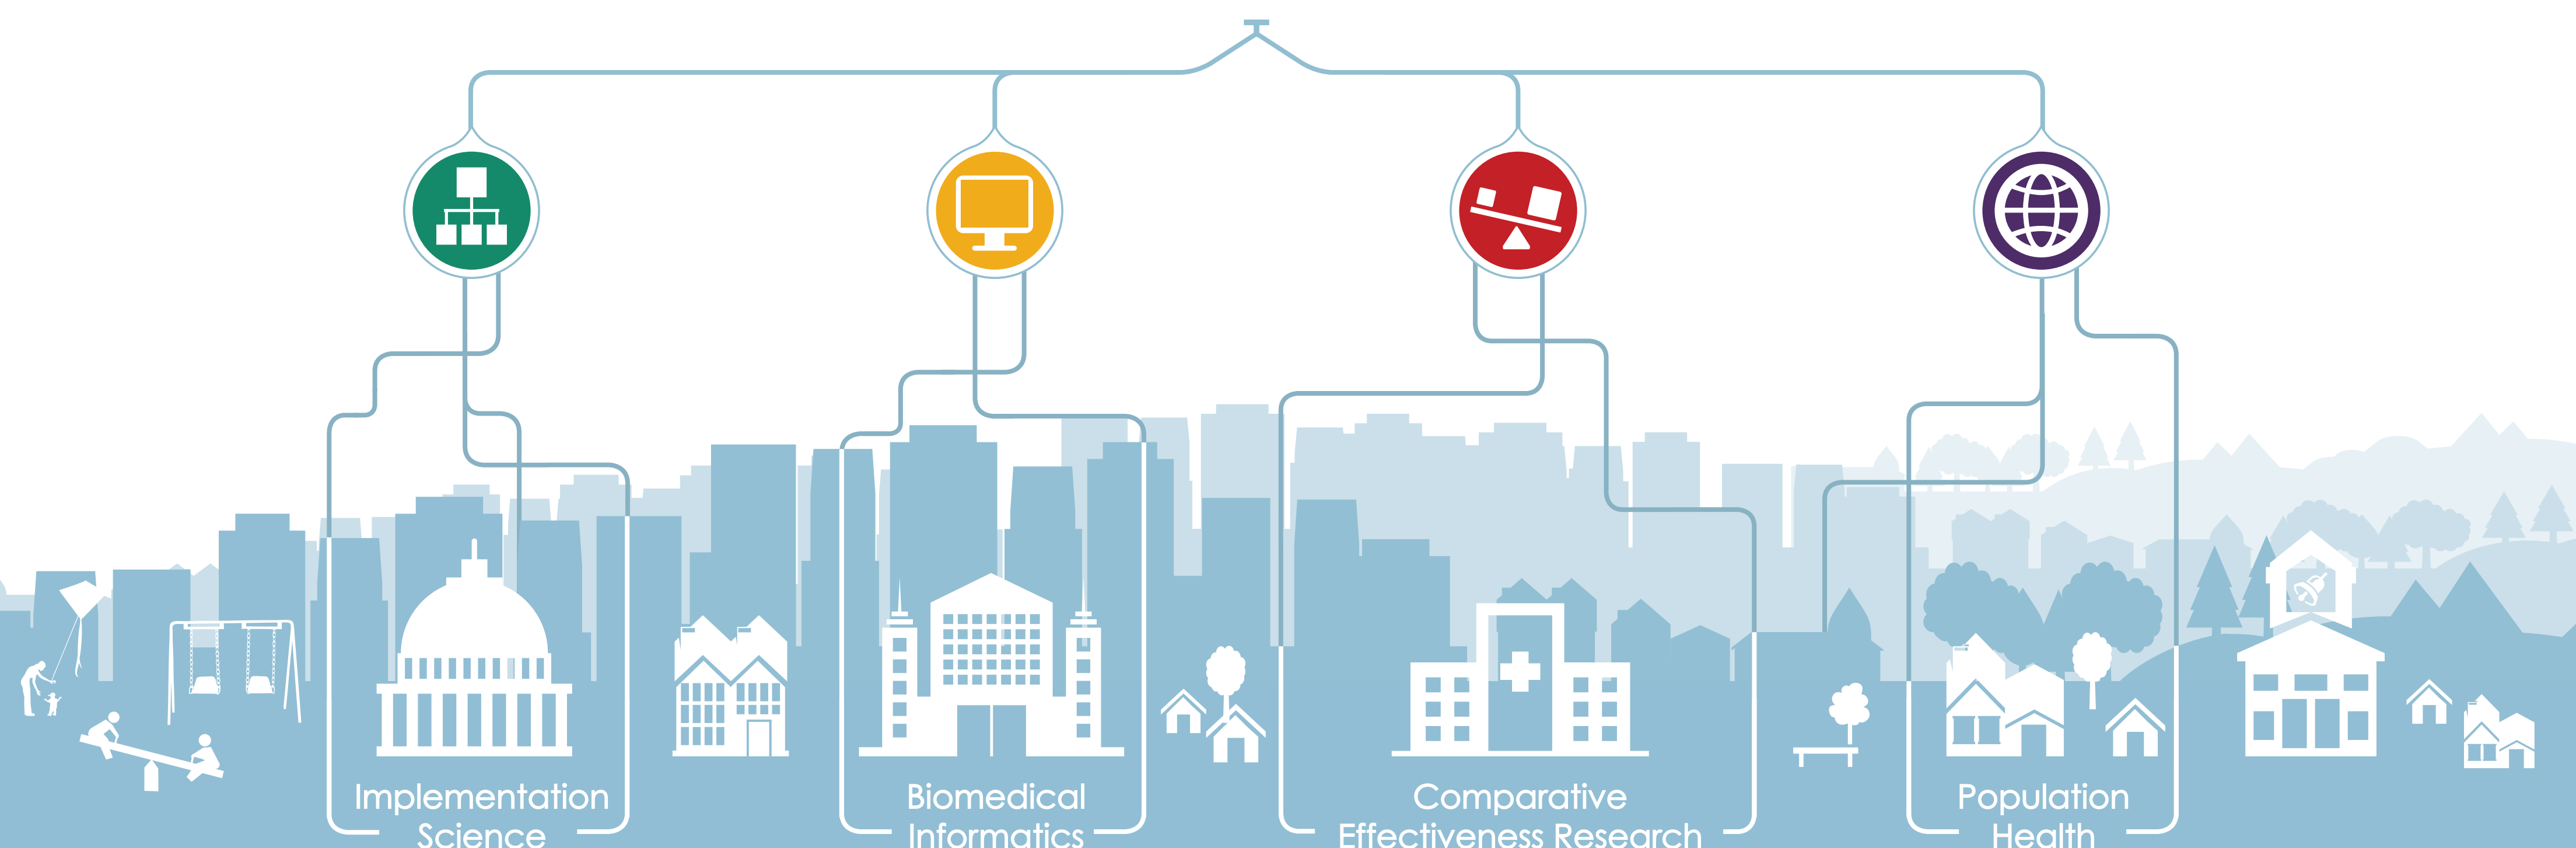 Implementation
Science
Biomedical
Informatics
Comparative
Effectiveness Research
Population
Health